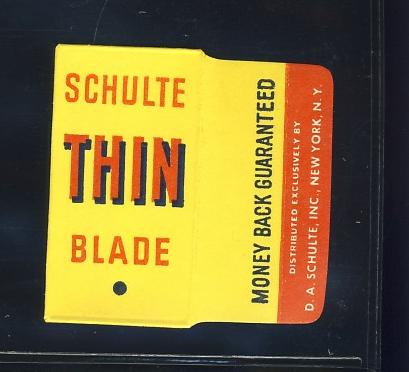 SCHULTE
THIN
BLADE
MONEY BACK GUARANTEED
DISTRIBUTED EXCLUSIVELY BY
D. A. SCHULTE, INC., NEW YORK, N. Y.